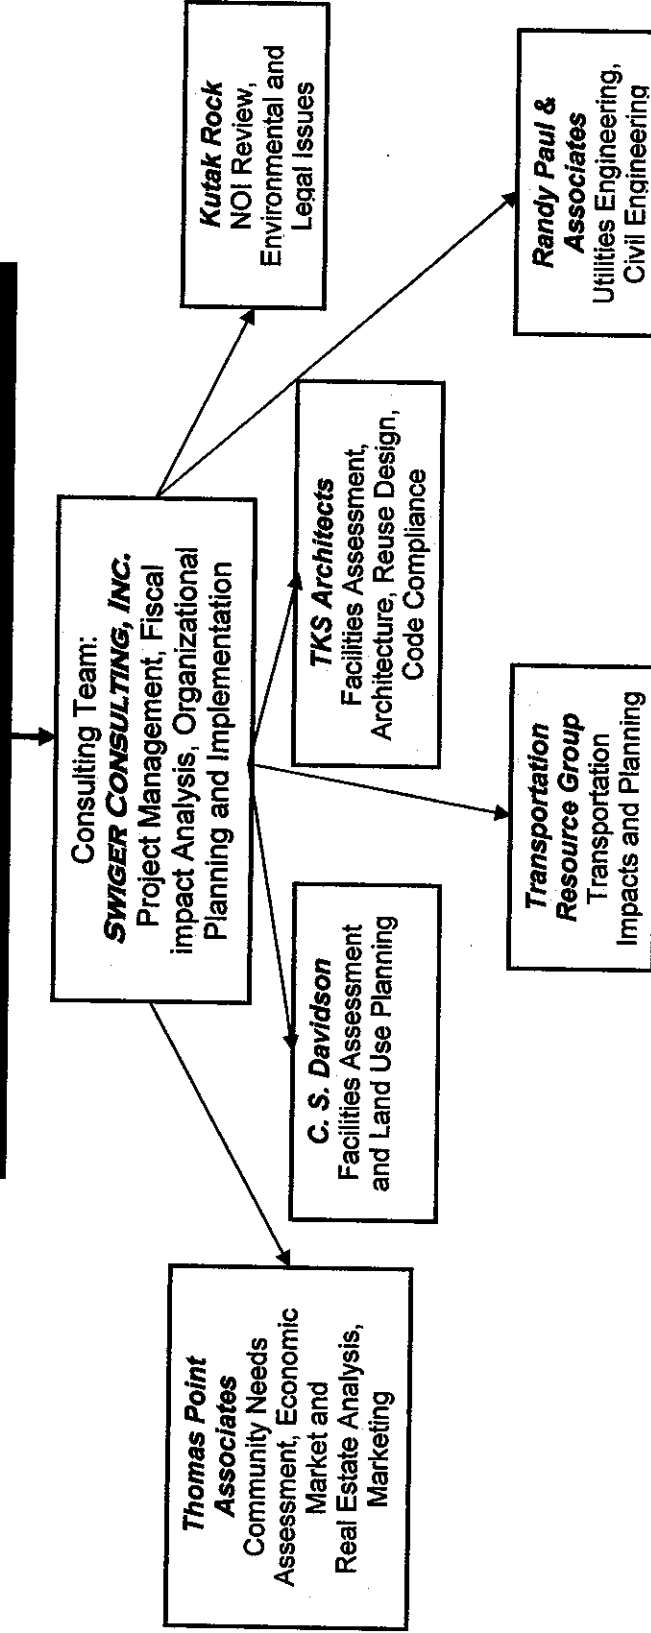 Consulting Team:
SWIGER CONSULTING, INC.
Project Management, Fiscal
impact Analysis, Organizational
Planning and Implementation
Thomas Point
Associates
Community Needs
Assessment, Economic
Market and
Real Estate Analysis,
Marketing
C. S. Davidson
Facilities Assessment
and Land Use Planning
TKS Architects
Facilities Assessment,
Architecture, Reuse Design,
Code Compliance
Kutak Rock
NOI Review,
Environmental and
Legal Issues
Transportation
Resource Group
Transportation
Impacts and Planning
Randy Paul &
Associates
Utilities Engineering,
Civil Engineering